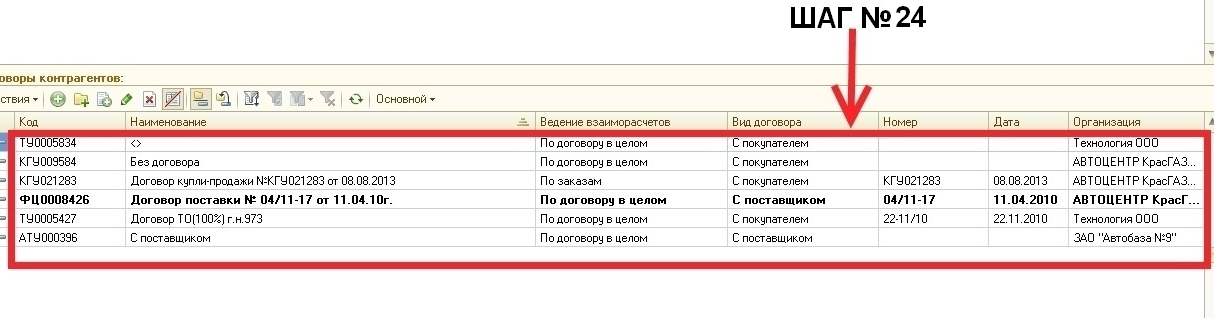 ШАГ №24
оворы контрагентов:
ствия Основной
Код Наименование Ведение взаиморасчетов Вид договора Номер Дата Организация
ТУ0005834 <> По договору в целом С покупателем Технология ООО
КГУ009584 Без договора По договору в целом С покупателем АВТОЦЕНТР КрасГАЗ...
КГУ021283 Договор купли-продажи №КГУ021283 от 08.08.2013 По заказам С покупателем КГУ021283 08.08.2013 АВТОЦЕНТР КрасГАЗ...
ФЦ0008426 Договор поставки № 04/11-17 от 11.04.10г. По договору в целом С поставщиком 04/11-17 11.04.2010 АВТОЦЕНТР КрасГ...
ТУ0005427 Договор ТО(100%) г.н.973 По договору в целом С покупателем 22-11/10 22.11.2010 Технология ООО
АТУ000396 С поставщиком По договору в целом С поставщиком ЗАО "Автобаза №9"